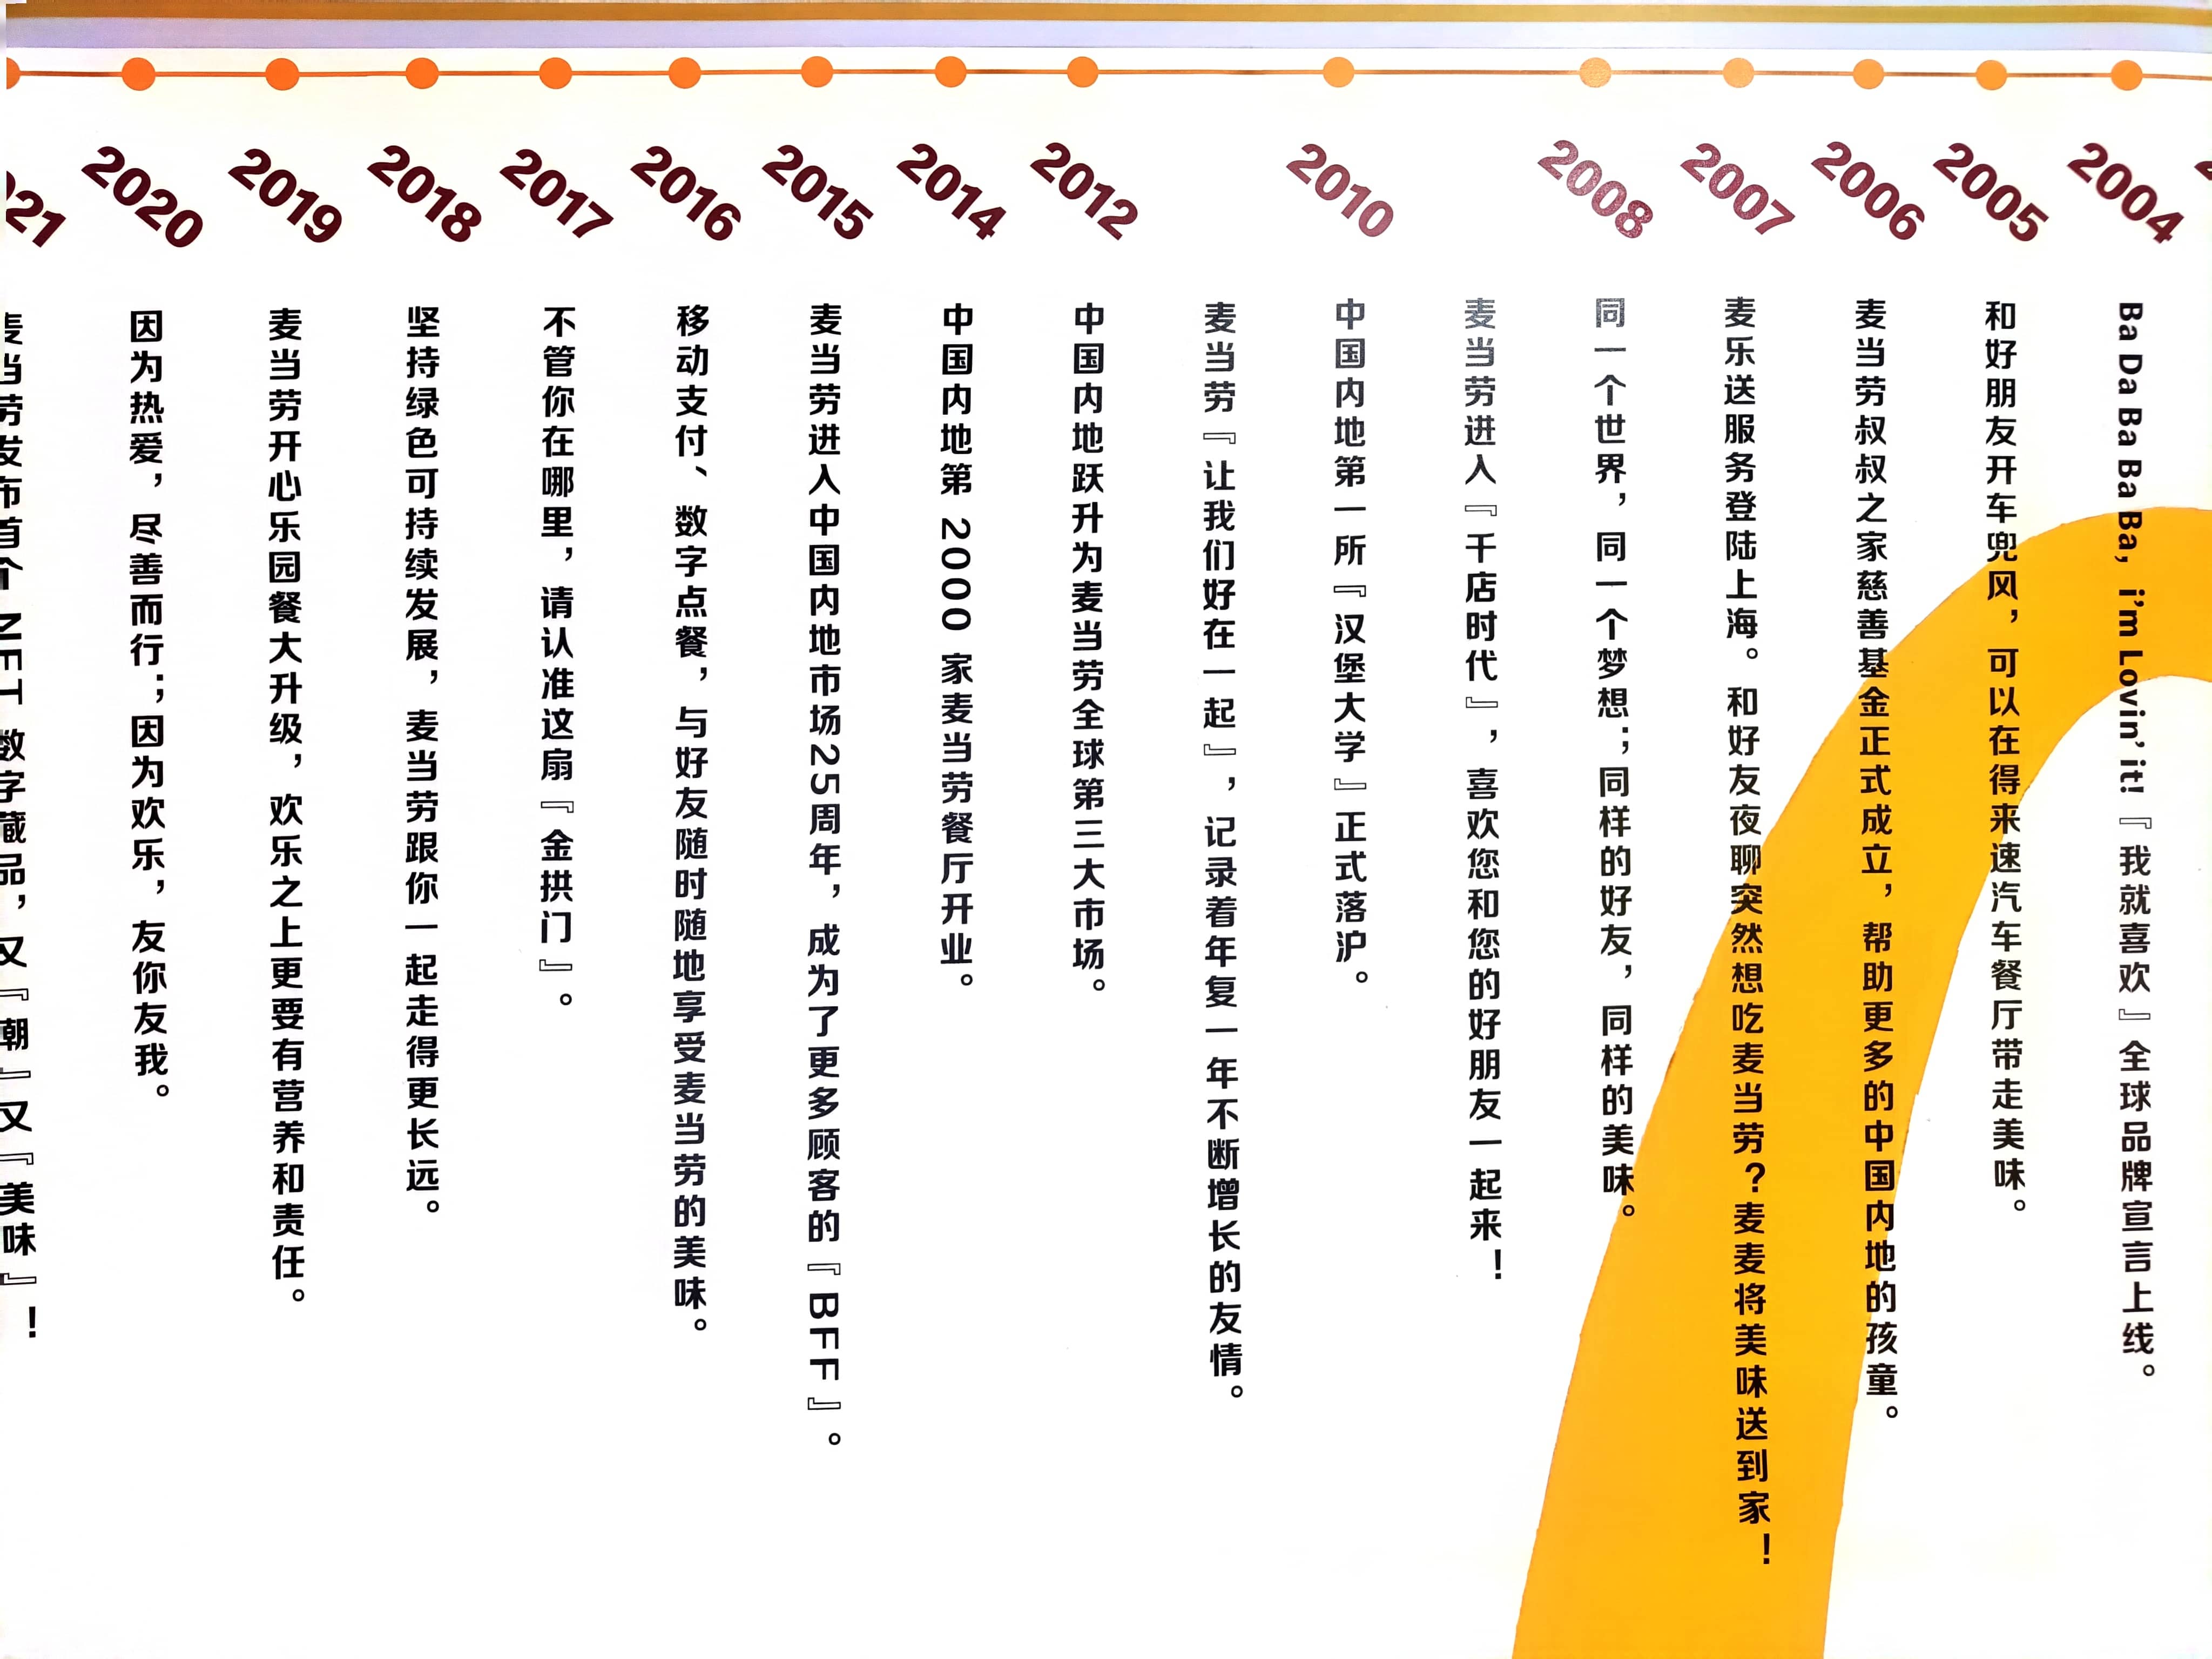 2004
Ba Da Ba Ba Ba, i'm Lovin' it!『我就喜欢』全球品牌宣言上线。
2005
和好朋友开车兜风，可以在得来速汽车餐厅带走美味。
2006
麦当劳叔叔之家慈善基金正式成立，帮助更多的中国内地的孩童。
2007
麦乐送服务登陆上海。和好友夜聊突然想吃麦当劳？麦麦将美味送到家！
2008
同一个世界，同一个梦想；同样的好友，同样的美味。
麦当劳进入『千店时代』，喜欢您和您的好朋友一起来！
2010
中国内地第一所『汉堡大学』正式落沪。
麦当劳『让我们好在一起』，记录着年复一年不断增长的友情。
2012
中国内地跃升为麦当劳全球第三大市场。
2014
中国内地第 2000 家麦当劳餐厅开业。
2015
麦当劳进入中国内地市场25周年，成为了更多顾客的『BFF』。
2016
移动支付、数字点餐，与好友随时随地享受麦当劳的美味。
2017
不管你在哪里，请认准这扇『金拱门』。
2018
坚持绿色可持续发展，麦当劳跟你一起走得更长远。
2019
麦当劳开心乐园餐大升级，欢乐之上更要有营养和责任。
2020
因为热爱，尽善而行；因为欢乐，友你友我。
21
麦当劳发布首个 NFT 数字藏品，又『潮』又『美味』！